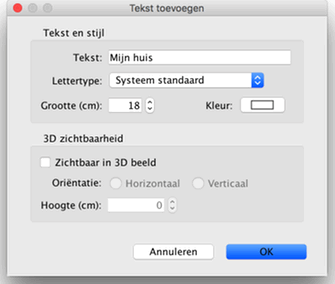 Tekst toevoegen
Tekst en stijl
Tekst: Mijn huis
Lettertype: Systeem standaard
Grootte (cm): 18 Kleur:
3D zichtbaarheid
Zichtbaar in 3D beeld
Oriëntatie: Horizontaal Verticaal
Hoogte (cm): 0
Annuleren OK